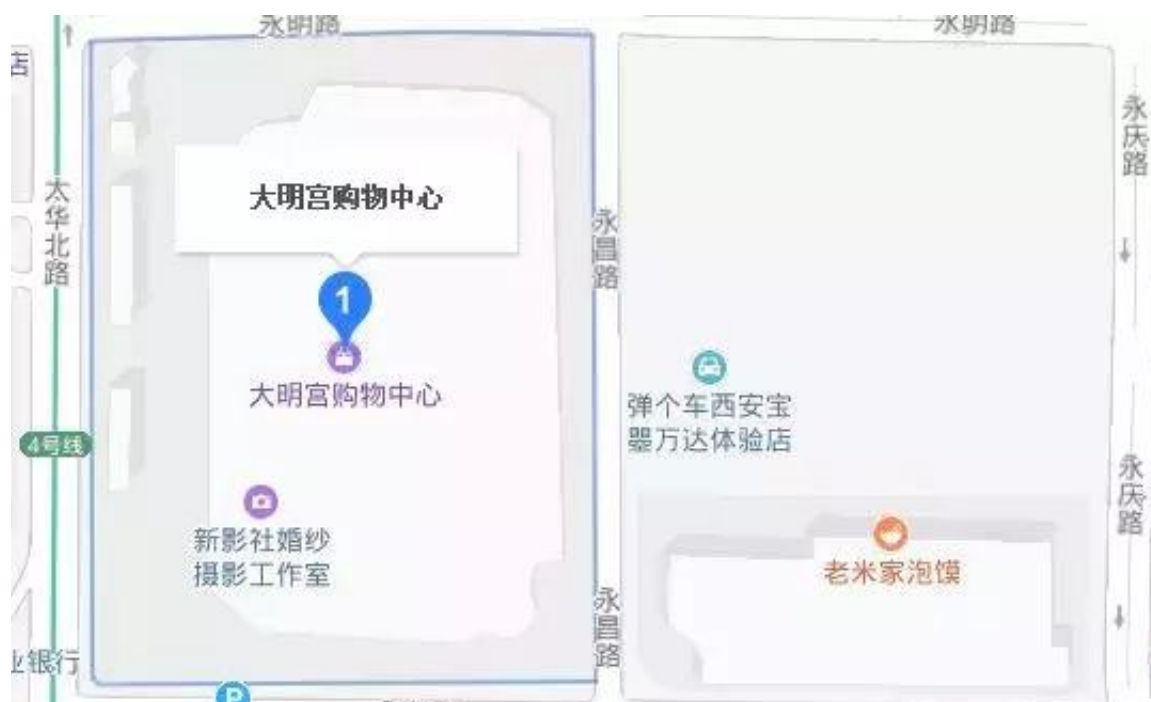 永明路
永明路
店
永庆路
太华北路
大明宫购物中心
永昌路
1
大明宫购物中心
弹个车西安宝
器万达体验店
4号线
永庆路
新影社婚纱
摄影工作室
老米家泡馍
永昌路
业银行
P